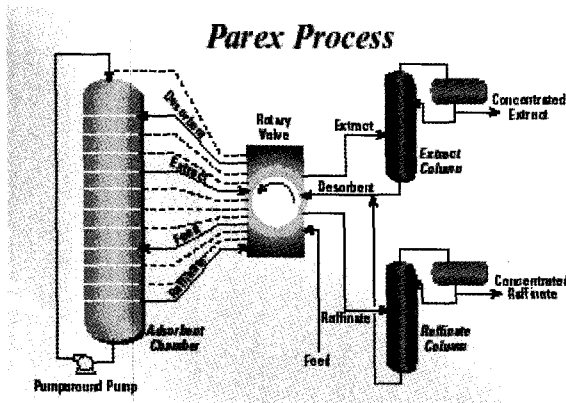 Parex Process
Desorbent
Extract
Feed
Raffinate
Rotary
Valve
Extract
Desorbent
Raffinate
Feed
Concentrated
Extract
Extract
Column
Concentrated
Raffinate
Raffinate
Column
Adsorbent
Chamber
Pumparound Pump